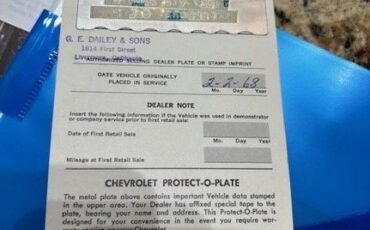 G. E. DAILEY & SONS
1614 First Street
Livermore, California
AUTHORIZED SELLING DEALER PLATE OR STAMP IMPRINT
DATE VEHICLE ORIGINALLY
PLACED IN SERVICE 2-2-68
Mo. Day Year
DEALER NOTE
Insert the following information if the Vehicle was used in demonstrator
or company service prior to first retail sale:
Date of First Retail Sale
Mo. Day Year
Mileage at First Retail Sale
CHEVROLET PROTECT-O-PLATE
The metal plate above contains important Vehicle data stamped
in the upper area. Your Dealer has affixed special tape to the
plate, bearing your name and address. This Protect-O-Plate is
designed for your convenience in the event you require war-
your Chevrolet